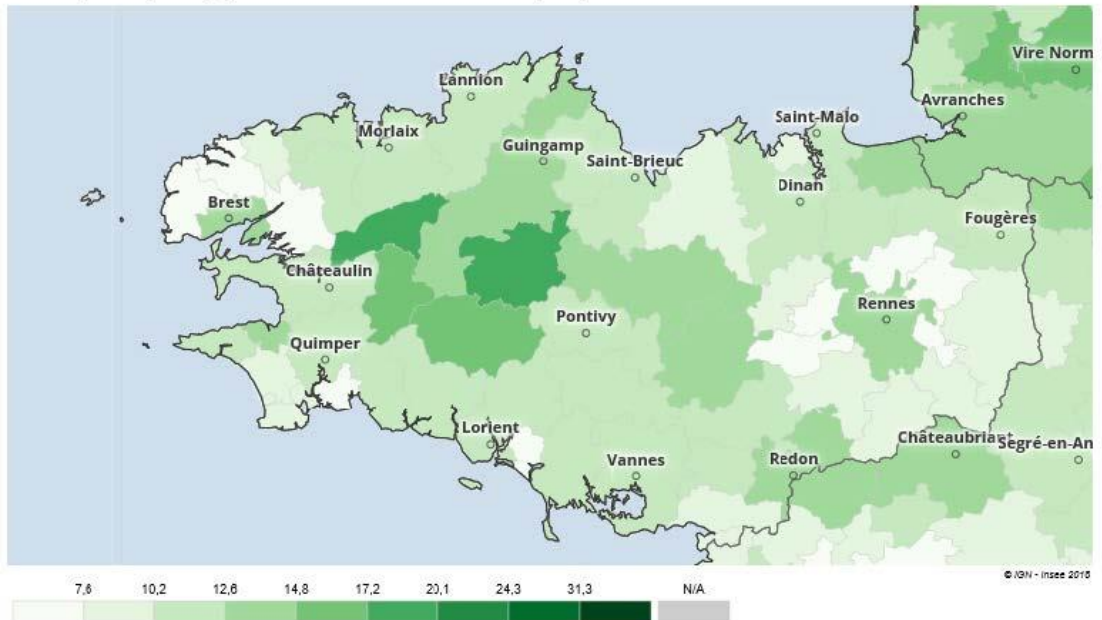 Vire Norm
Lannion
Avranches
Saint-Malo
Morlaix
Guingamp
Saint-Brieuc
Dinan
Brest
Fougères
Châteaulin
Rennes
Pontivy
Quimper
Lorient
Châteaubriant
Segré-en-An
Vannes
Redon
© IGN - Insee 2016
7,6 10,2 12,6 14,8 17,2 20,1 24,3 31,3 N/A